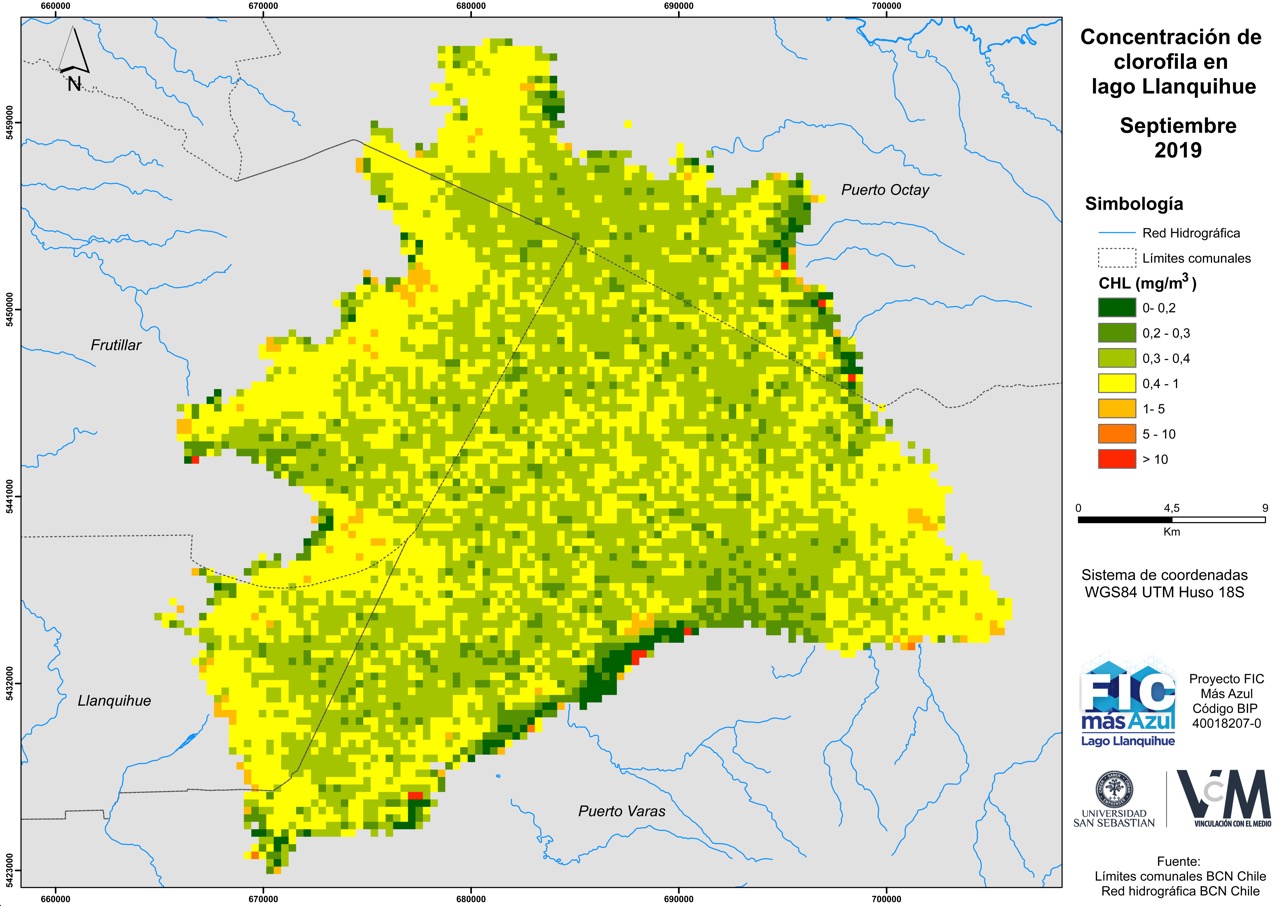 660000
670000
680000
690000
700000
Concentración de
clorofila en
lago Llanquihue
Septiembre
2019
N
5459000
5450000
5441000
5432000
5423000
Puerto Octay
Frutillar
Llanquihue
Puerto Varas
Simbología
Red Hidrográfica
Límites comunales
CHL (mg/m3 )
0- 0,2
0,2 - 0,3
0,3 - 0,4
0,4 - 1
1- 5
5 - 10
> 10
0 4,5 9
Km
Sistema de coordenadas
WGS84 UTM Huso 18S
FIC
más Azul
Lago Llanquihue
Proyecto FIC
Más Azul
Código BIP
40018207-0
UNIVERSIDAD
SAN SEBASTIAN
VcM
VINCULACIÓN CON EL MEDIO
Fuente:
Límites comunales BCN Chile
Red hidrográfica BCN Chile
660000
670000
680000
690000
700000